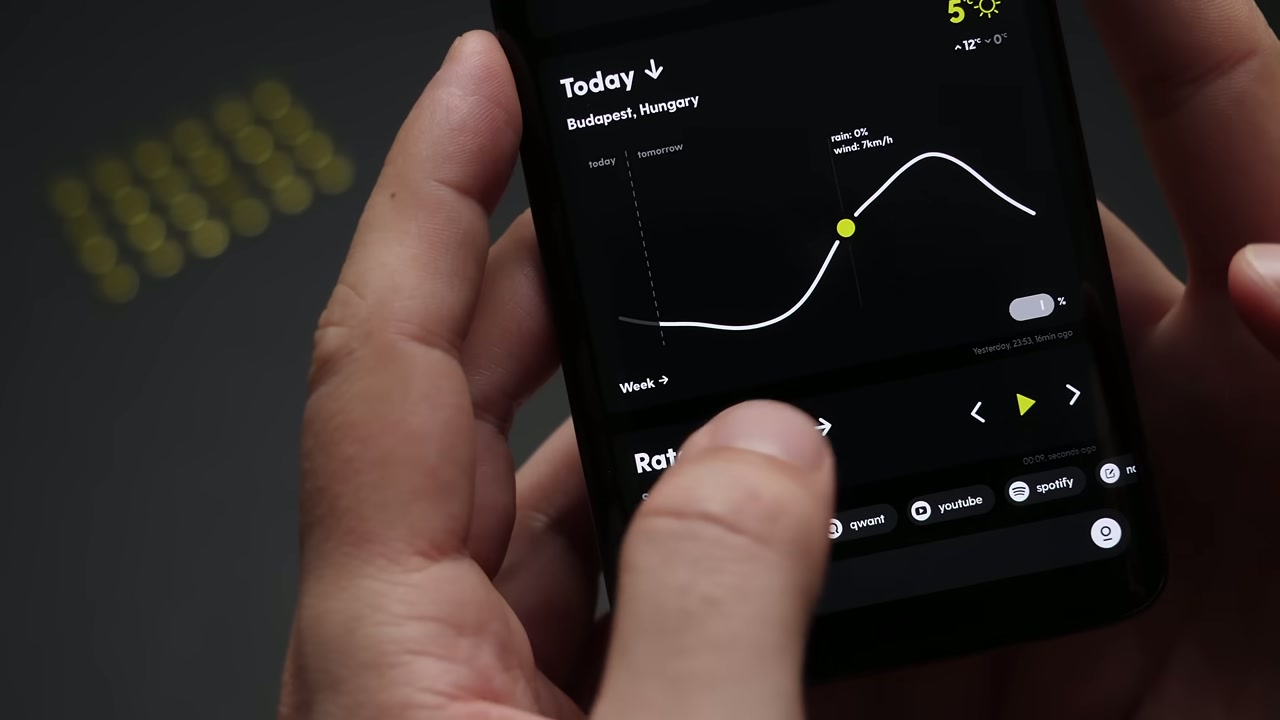 5°C
12°C 0°C
Today
Budapest, Hungary
today tomorrow
rain: 0%
wind: 7km/h
%
Yesterday, 23:53, 16min ago
Week
00:09, seconds ago
qwant youtube spotify